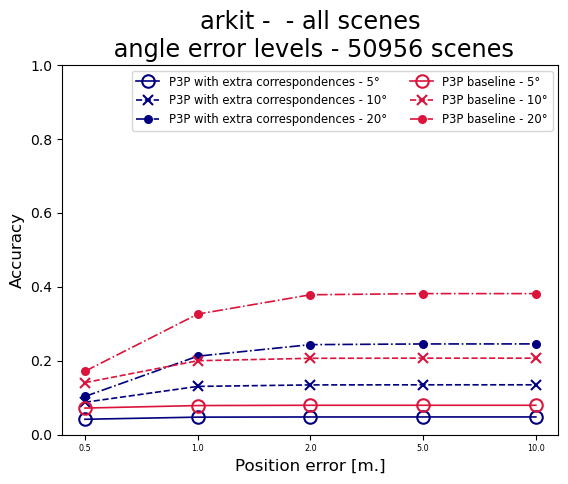 arkit -  - all scenes
angle error levels - 50956 scenes
P3P with extra correspondences - 5°
P3P with extra correspondences - 10°
P3P with extra correspondences - 20°
P3P baseline - 5°
P3P baseline - 10°
P3P baseline - 20°
Accuracy
1.0
0.8
0.6
0.4
0.2
0.0
0.5
1.0
2.0
5.0
10.0
Position error [m.]